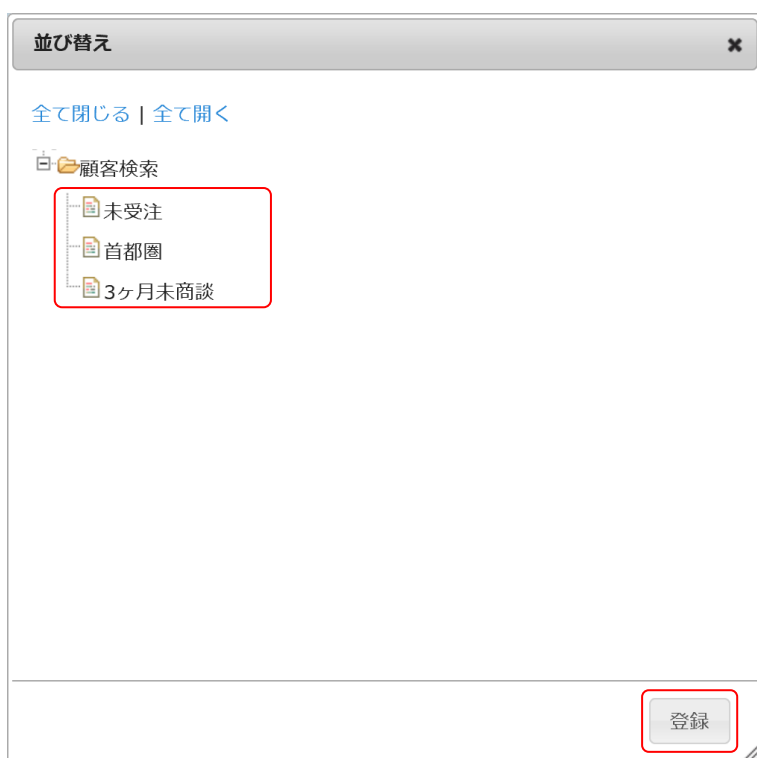 並び替え
全て閉じる | 全て開く
顧客検索
未受注
首都圏
3ヶ月未商談
登録